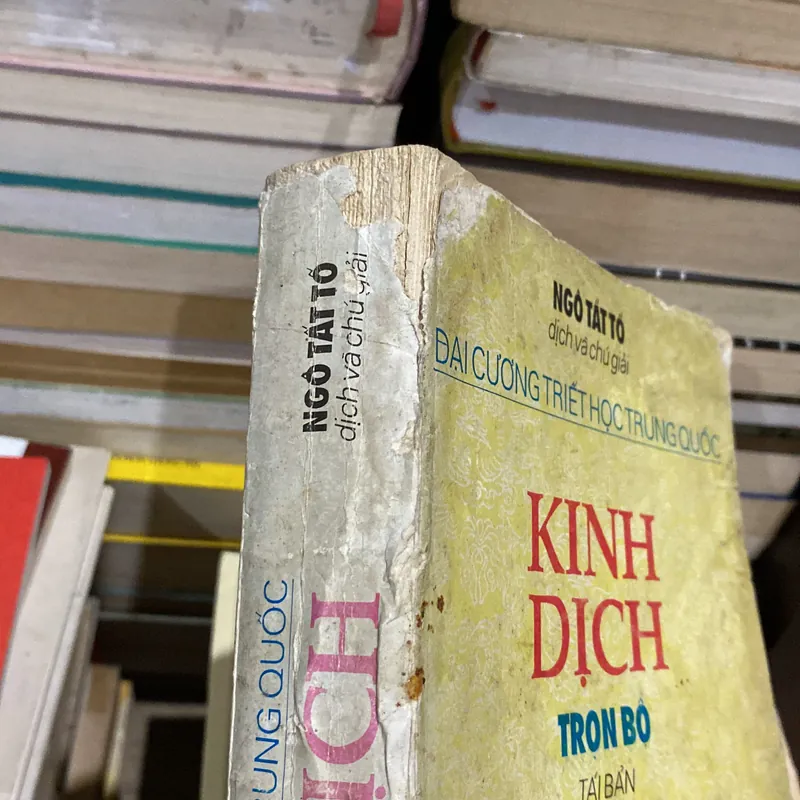 NGÔ TẤT TỐ
dịch và chú giải
UNG QUỐC
ỊCH
NGÔ TẤT TỐ
dịch và chú giải
ĐẠI CƯƠNG TRIẾT HỌC TRUNG QUỐC
KINH
DỊCH
TRỌN BỘ
TÁI BẢN